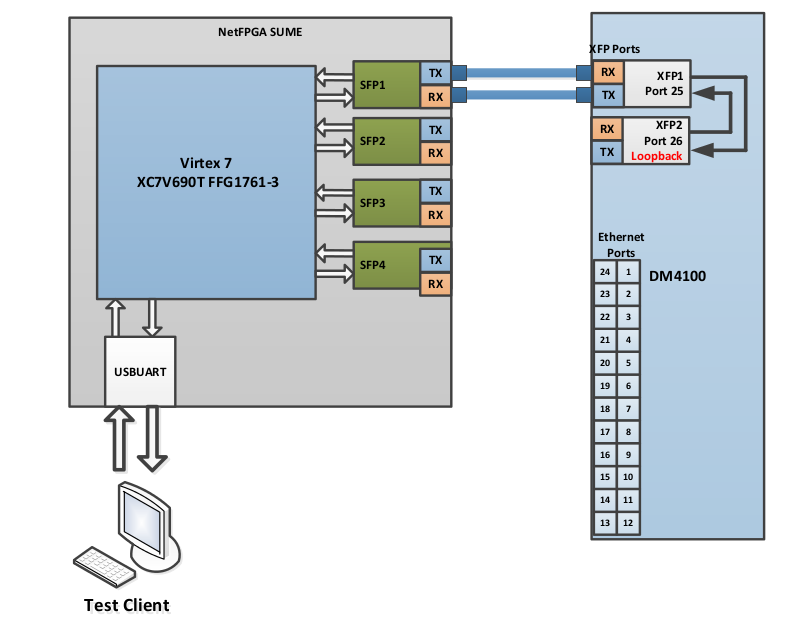 NetFPGA SUME
Virtex 7
XC7V690T FFG1761-3
SFP1
TX
RX
SFP2
TX
RX
SFP3
TX
RX
SFP4
TX
RX
USBUART
Test Client
XFP Ports
RX
TX
XFP1
Port 25
RX
TX
XFP2
Port 26
Loopback
Ethernet
Ports
DM4100
24 1
23 2
22 3
21 4
20 5
19 6
18 7
17 8
16 9
15 10
14 11
13 12